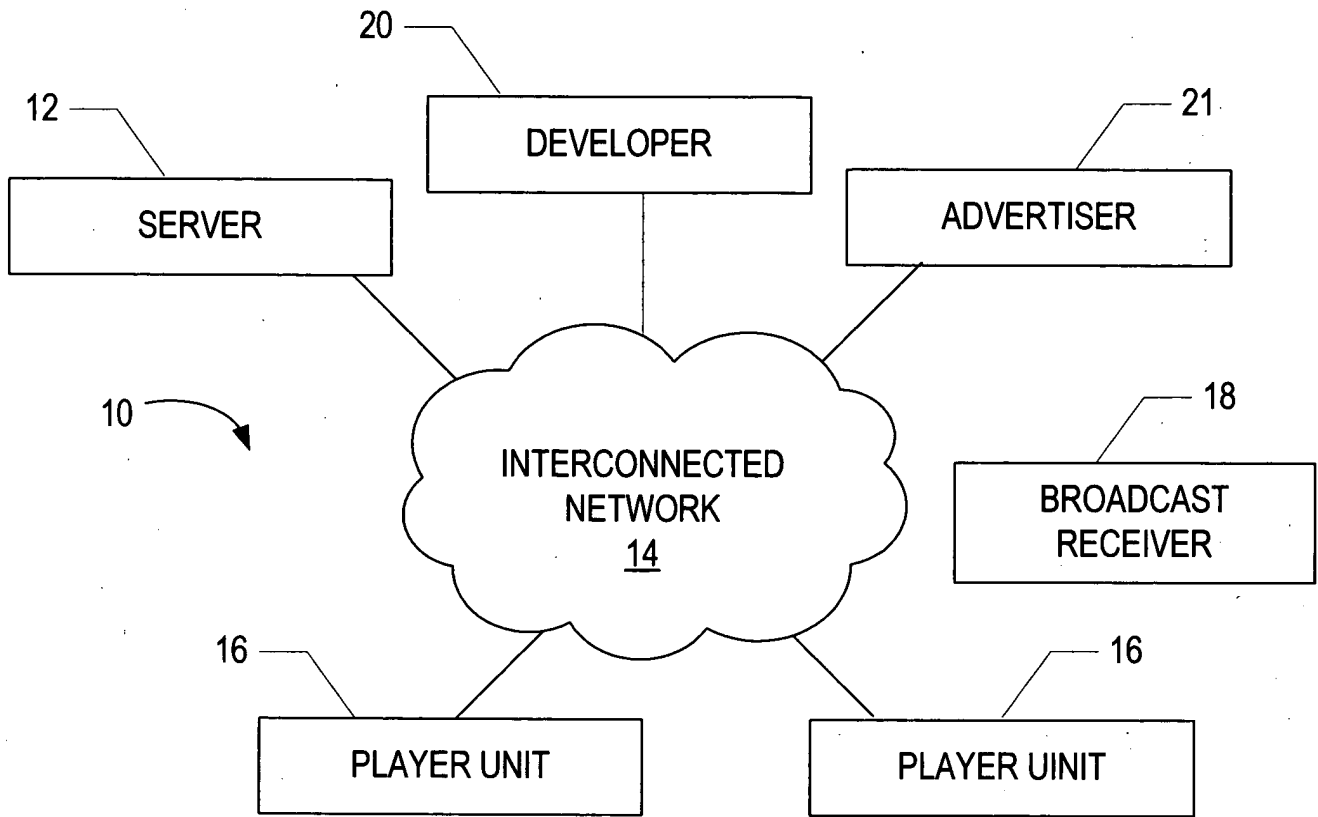 20
12
21
DEVELOPER
SERVER
ADVERTISER
10
18
INTERCONNECTED
NETWORK
14
BROADCAST
RECEIVER
16
16
PLAYER UNIT
PLAYER UINIT